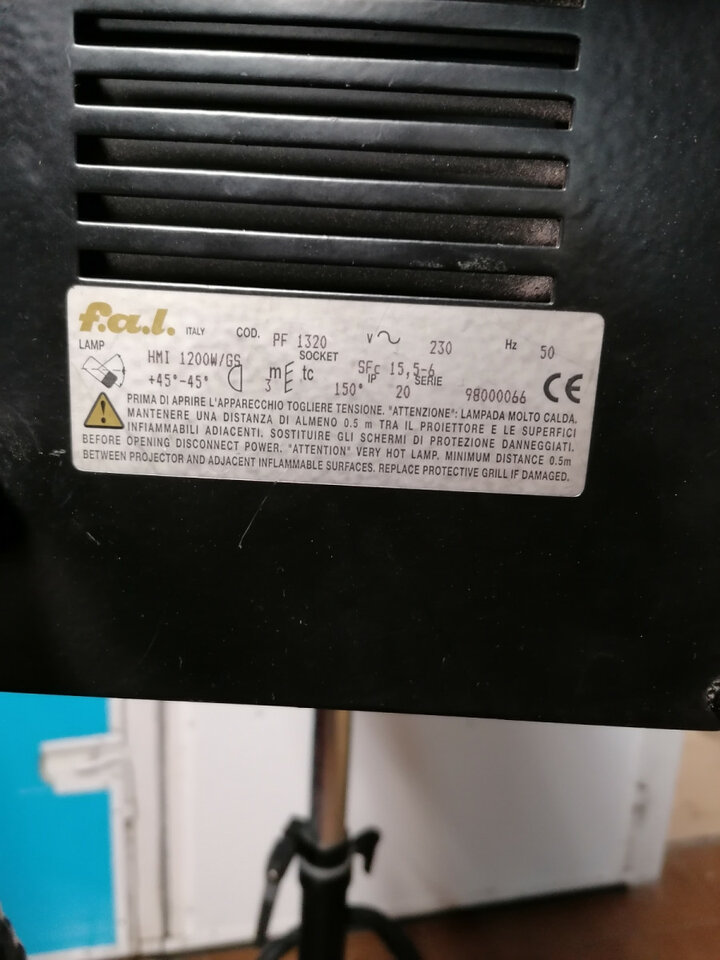 f.a.l. ITALY COD. PF 1320 V 230 Hz 50
LAMP HMI 1200W/GS SOCKET SFc 15,5-6
+45°-45° 3 m tc 150° IP 20 SERIE 98000066 CE
PRIMA DI APRIRE L'APPARECCHIO TOGLIERE TENSIONE. "ATTENZIONE": LAMPADA MOLTO CALDA.
MANTENERE UNA DISTANZA DI ALMENO 0.5 m TRA IL PROIETTORE E LE SUPERFICI
INFIAMMABILI ADIACENTI. SOSTITUIRE GLI SCHERMI DI PROTEZIONE DANNEGGIATI.
BEFORE OPENING DISCONNECT POWER. "ATTENTION" VERY HOT LAMP. MINIMUM DISTANCE 0.5m
BETWEEN PROJECTOR AND ADJACENT INFLAMMABLE SURFACES. REPLACE PROTECTIVE GRILL IF DAMAGED.